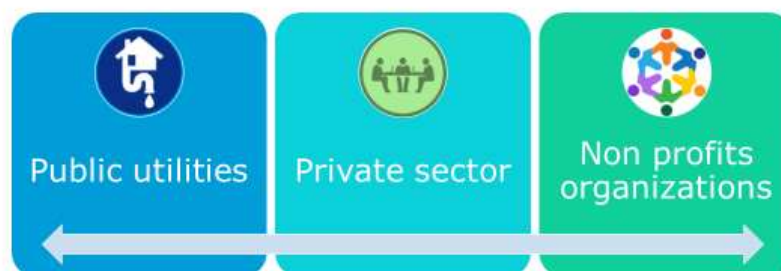 Public utilities
Private sector
Non profits
organizations